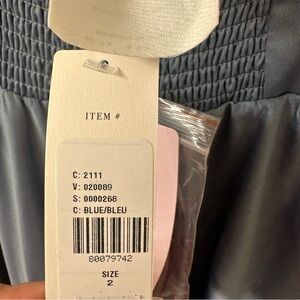 ITEM #
C: 2111
V: 020089
S: 0000268
C: BLUE/BLEU
80079742
SIZE
2